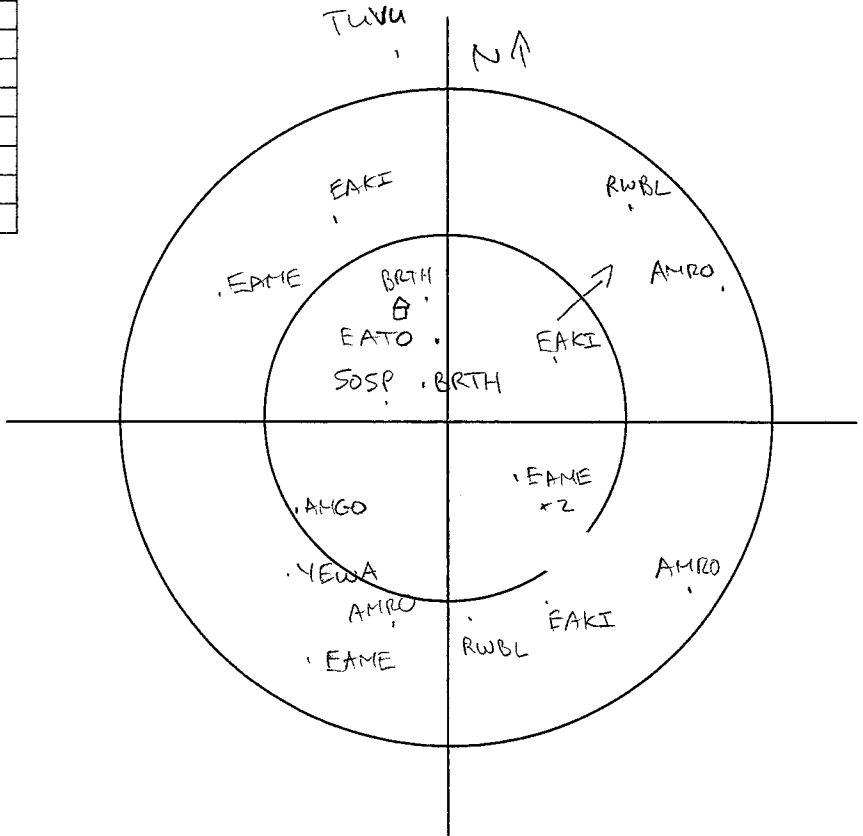 TUVU
N
EAKI
RWBL
EAME
BRTH
AMRO
EATO
EAKI
SOSP
BRTH
EAME
x2
AMGO
YEWA
AMRO
AMRO
EAKI
RWBL
EAME